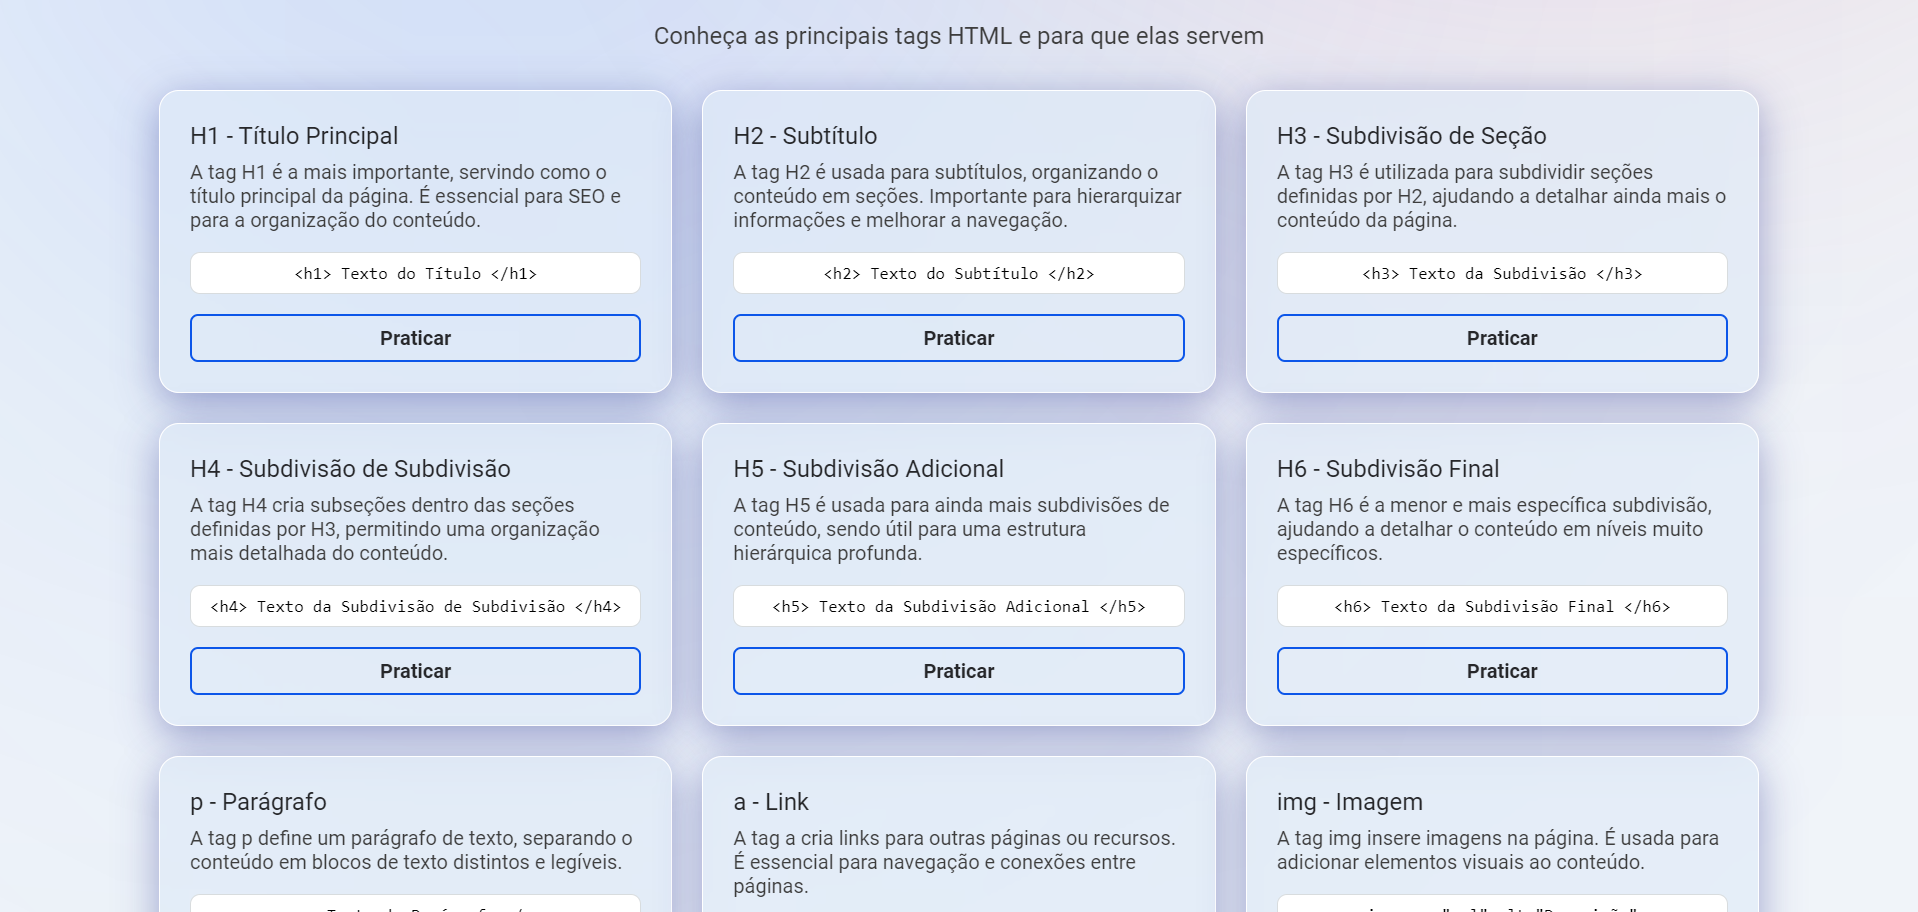 Conheça as principais tags HTML e para que elas servem
H1 - Título Principal
A tag H1 é a mais importante, servindo como o
título principal da página. É essencial para SEO e
para a organização do conteúdo.
<h1> Texto do Título </h1>
Praticar
H2 - Subtítulo
A tag H2 é usada para subtítulos, organizando o
conteúdo em seções. Importante para hierarquizar
informações e melhorar a navegação.
<h2> Texto do Subtítulo </h2>
Praticar
H3 - Subdivisão de Seção
A tag H3 é utilizada para subdividir seções
definidas por H2, ajudando a detalhar ainda mais o
conteúdo da página.
<h3> Texto da Subdivisão </h3>
Praticar
H4 - Subdivisão de Subdivisão
A tag H4 cria subseções dentro das seções
definidas por H3, permitindo uma organização
mais detalhada do conteúdo.
<h4> Texto da Subdivisão de Subdivisão </h4>
Praticar
H5 - Subdivisão Adicional
A tag H5 é usada para ainda mais subdivisões de
conteúdo, sendo útil para uma estrutura
hierárquica profunda.
<h5> Texto da Subdivisão Adicional </h5>
Praticar
H6 - Subdivisão Final
A tag H6 é a menor e mais específica subdivisão,
ajudando a detalhar o conteúdo em níveis muito
específicos.
<h6> Texto da Subdivisão Final </h6>
Praticar
p - Parágrafo
A tag p define um parágrafo de texto, separando o
conteúdo em blocos de texto distintos e legíveis.
a - Link
A tag a cria links para outras páginas ou recursos.
É essencial para navegação e conexões entre
páginas.
img - Imagem
A tag img insere imagens na página. É usada para
adicionar elementos visuais ao conteúdo.